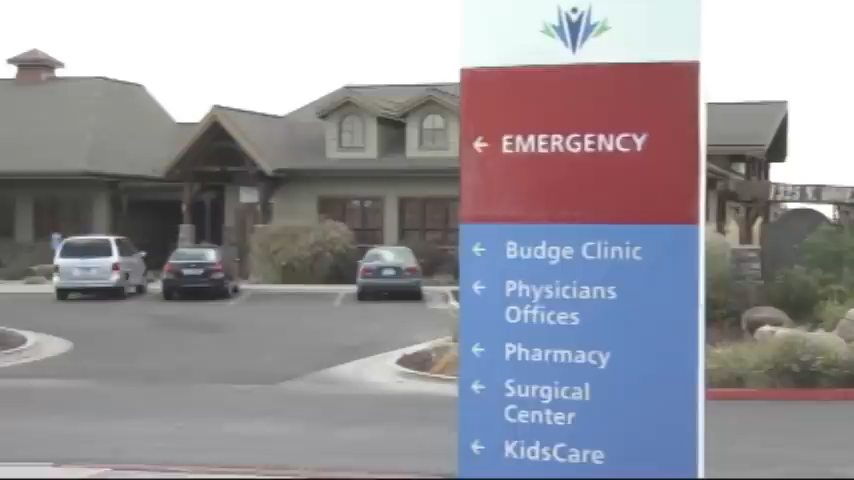 ← EMERGENCY
← Budge Clinic
← Physicians
Offices
← Pharmacy
← Surgical
Center
← KidsCare